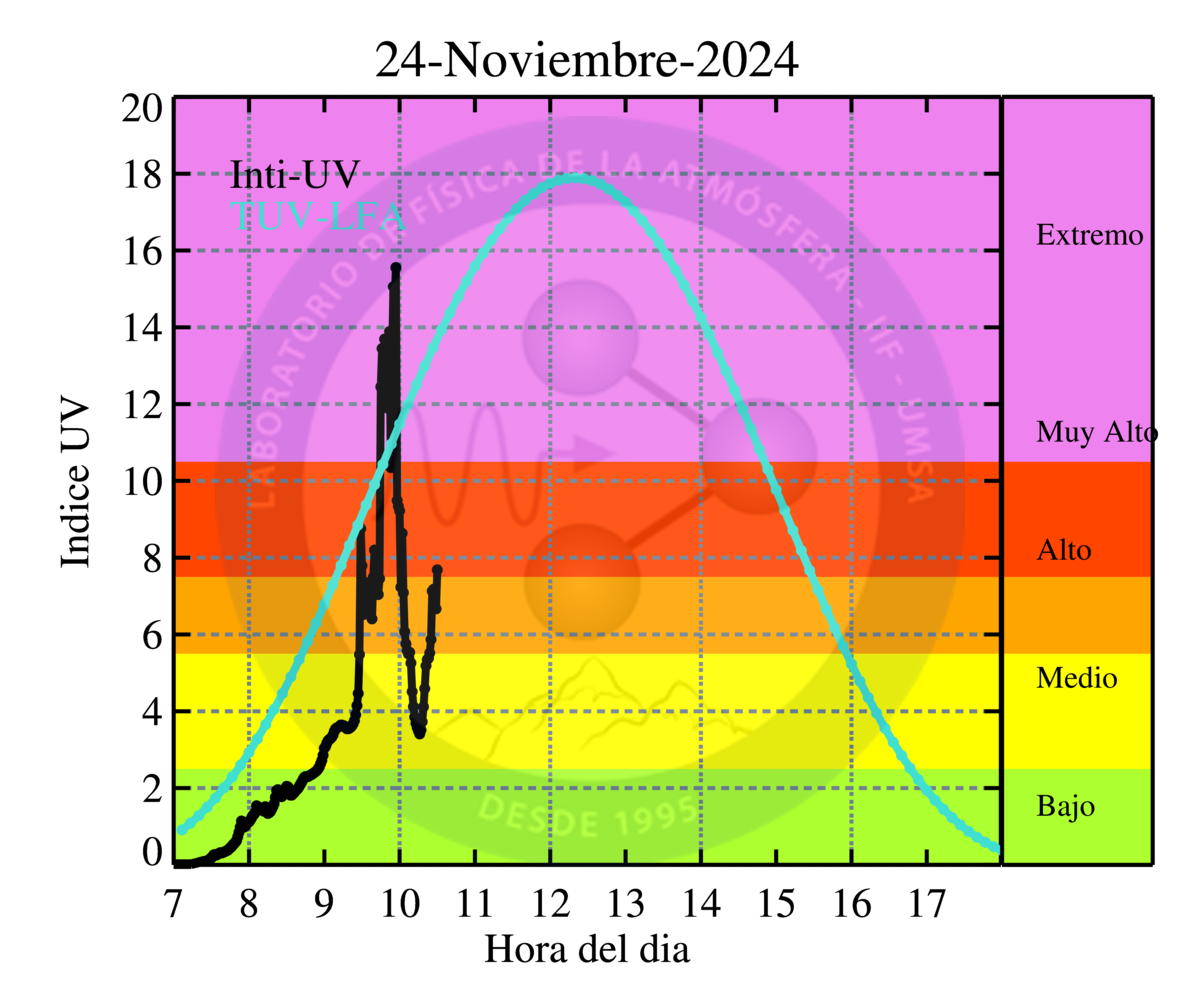 24-Noviembre-2024
Inti-UV
TUV-LFA
LABORATORIO DE FÍSICA DE LA ATMÓSFERA - IIF - UMSA
DESDE 1995
Indice UV
20
18
16
14
12
10
8
6
4
2
0
Extremo
Muy Alto
Alto
Medio
Bajo
7 8 9 10 11 12 13 14 15 16 17
Hora del dia